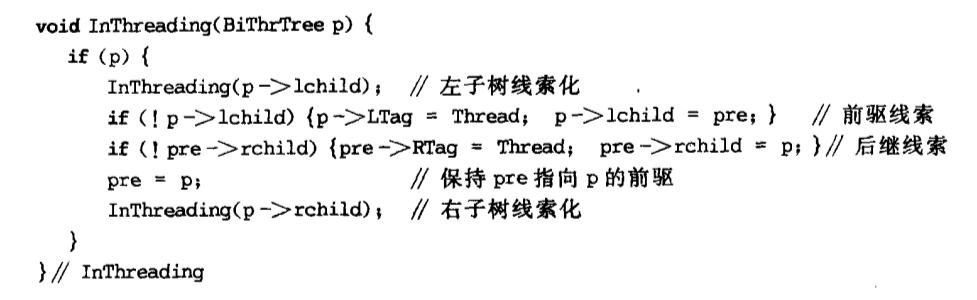 void InThreading(BiThrTree p) {
if (p) {
InThreading(p->lchild); // 左子树线索化
if (! p->lchild) {p->LTag = Thread; p->lchild = pre; } // 前驱线索
if (! pre->rchild) {pre->RTag = Thread; pre->rchild = p; }// 后继线索
pre = p; // 保持 pre 指向 p 的前驱
InThreading(p->rchild); // 右子树线索化
}
}// InThreading